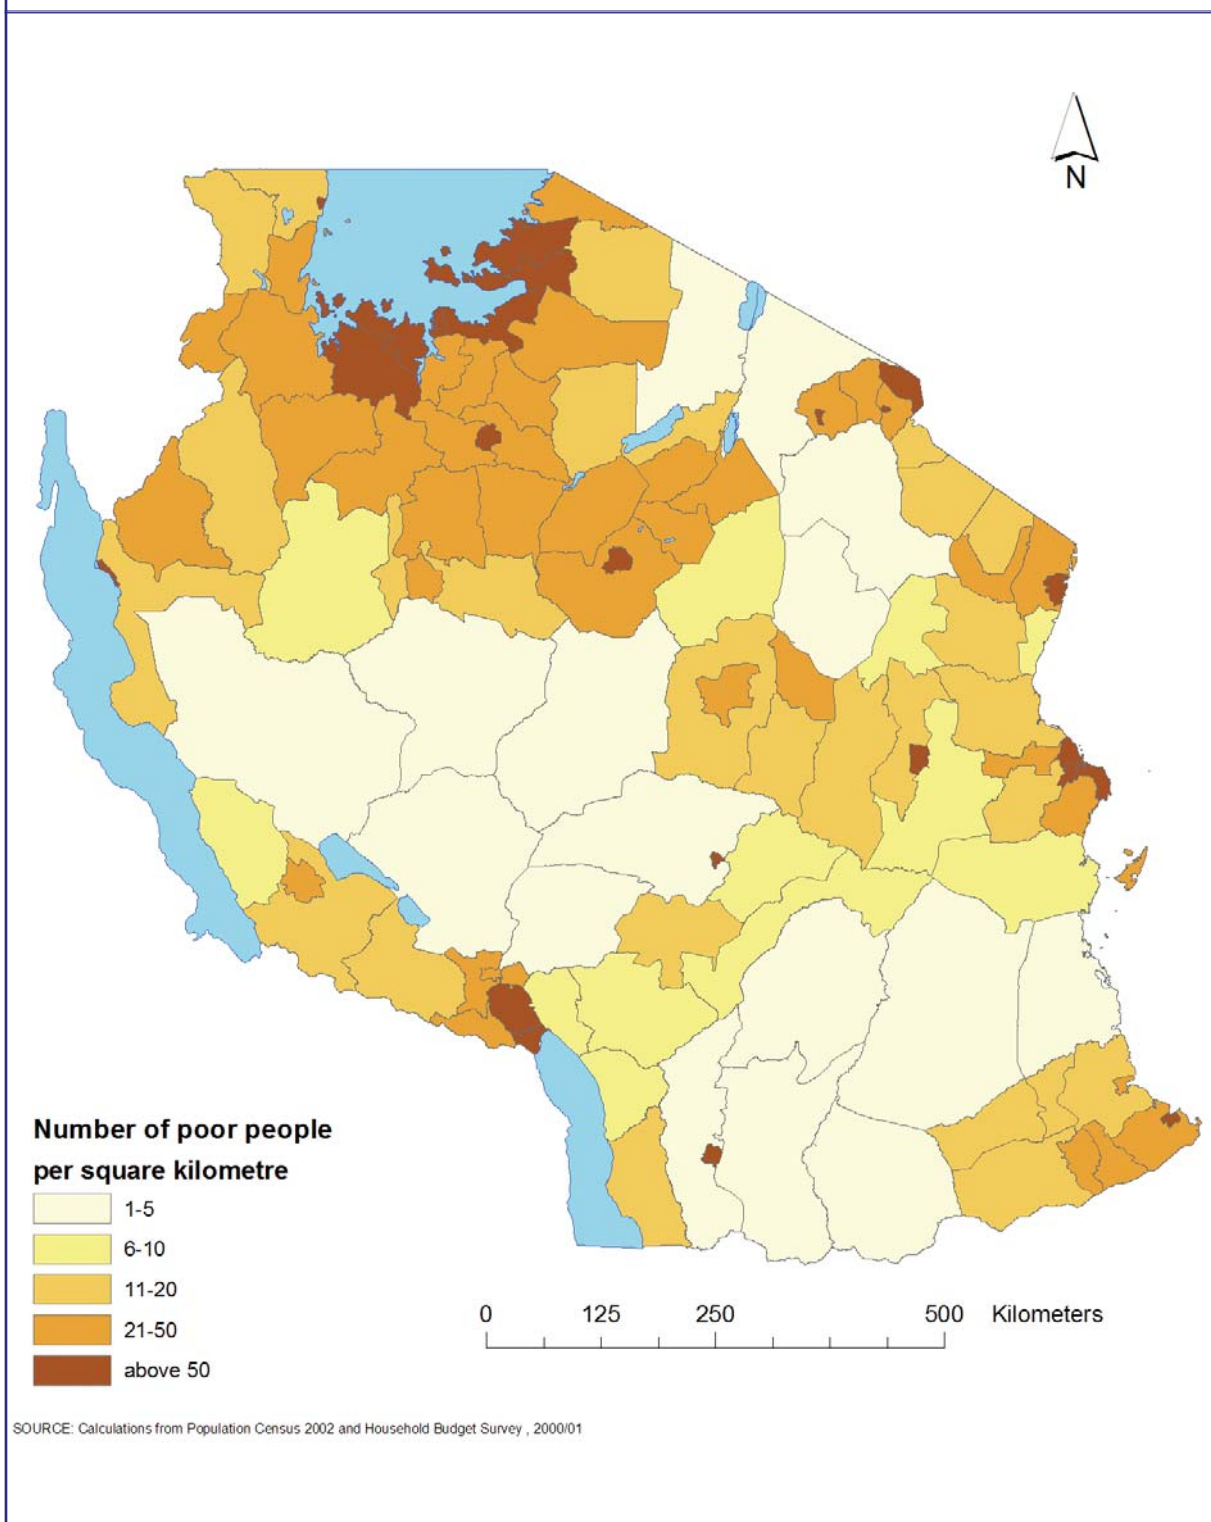 N
Number of poor people
per square kilometre
1-5
6-10
11-20
21-50
above 50
0 125 250 500 Kilometers
SOURCE: Calculations from Population Census 2002 and Household Budget Survey , 2000/01